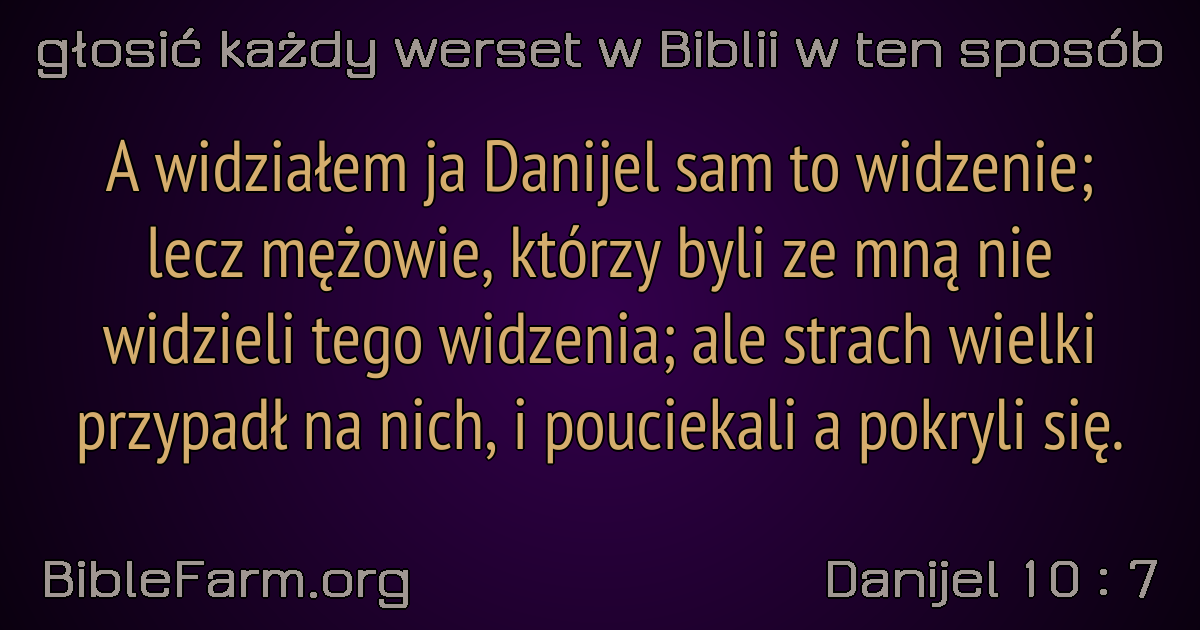 głosić każdy werset w Biblii w ten sposób
A widziałem ja Danijel sam to widzenie;
lecz mężowie, którzy byli ze mną nie
widzieli tego widzenia; ale strach wielki
przypadł na nich, i pouciekali a pokryli się.
BibleFarm.org
Danijel 10 : 7